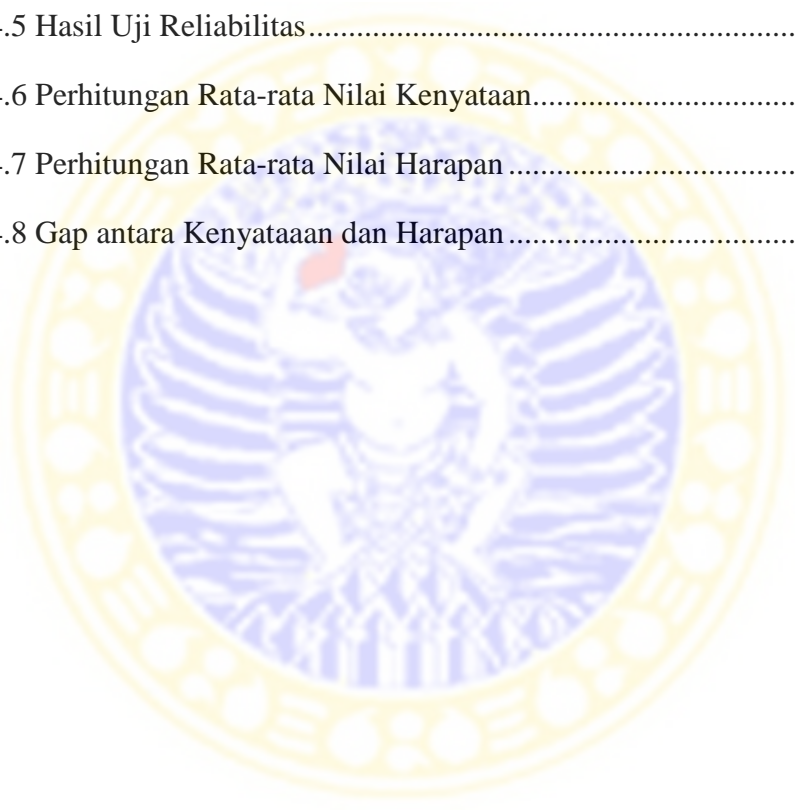 .5 Hasil Uji Reliabilitas................................................................
.6 Perhitungan Rata-rata Nilai Kenyataan..................................
.7 Perhitungan Rata-rata Nilai Harapan.....................................
.8 Gap antara Kenyataaan dan Harapan.....................................